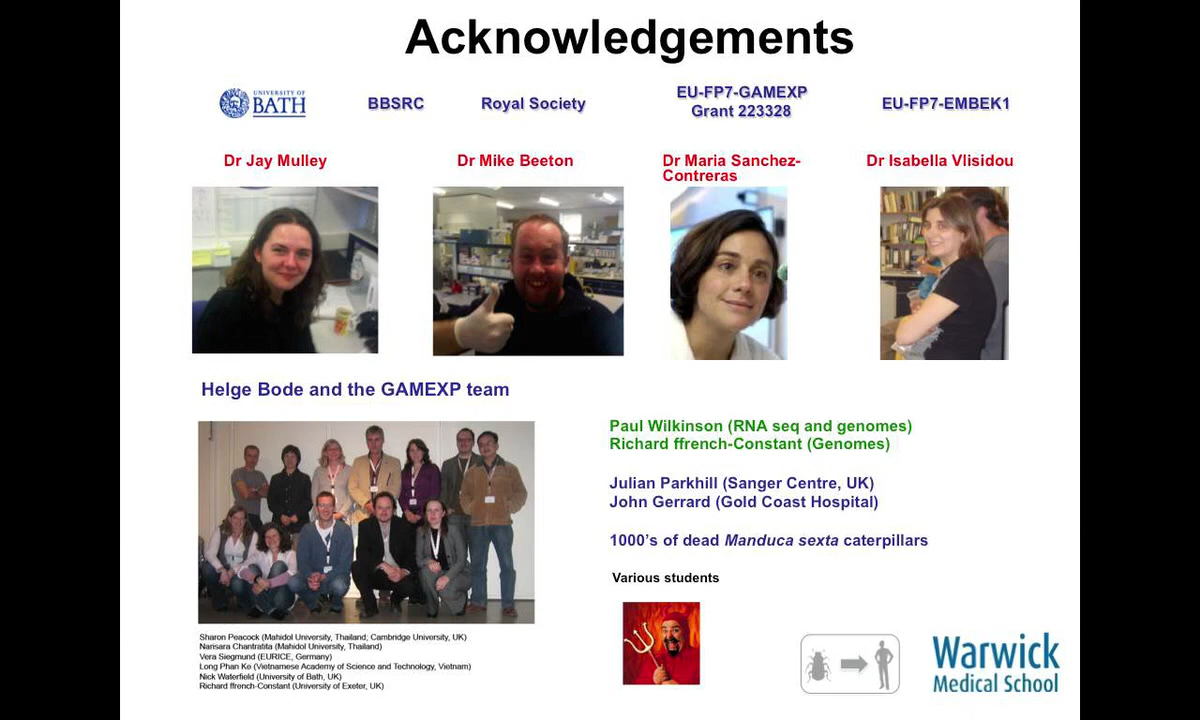 Acknowledgements
UNIVERSITY OF
BATH
BBSRC
Royal Society
EU-FP7-GAMEXP
Grant 223328
EU-FP7-EMBEK1
Dr Jay Mulley
Dr Mike Beeton
Dr Maria Sanchez-
Contreras
Dr Isabella Vlisidou
Helge Bode and the GAMEXP team
Paul Wilkinson (RNA seq and genomes)
Richard ffrench-Constant (Genomes)
Julian Parkhill (Sanger Centre, UK)
John Gerrard (Gold Coast Hospital)
1000’s of dead Manduca sexta caterpillars
Various students
Sharon Peacock (Mahidol University, Thailand; Cambridge University, UK)
Narisara Chantratita (Mahidol University, Thailand)
Vera Siegmund (EURICE, Germany)
Long Phan Ke (Vietnamese Academy of Science and Technology, Vietnam)
Nick Waterfield (University of Bath, UK)
Richard ffrench-Constant (University of Exeter, UK)
Warwick
Medical School